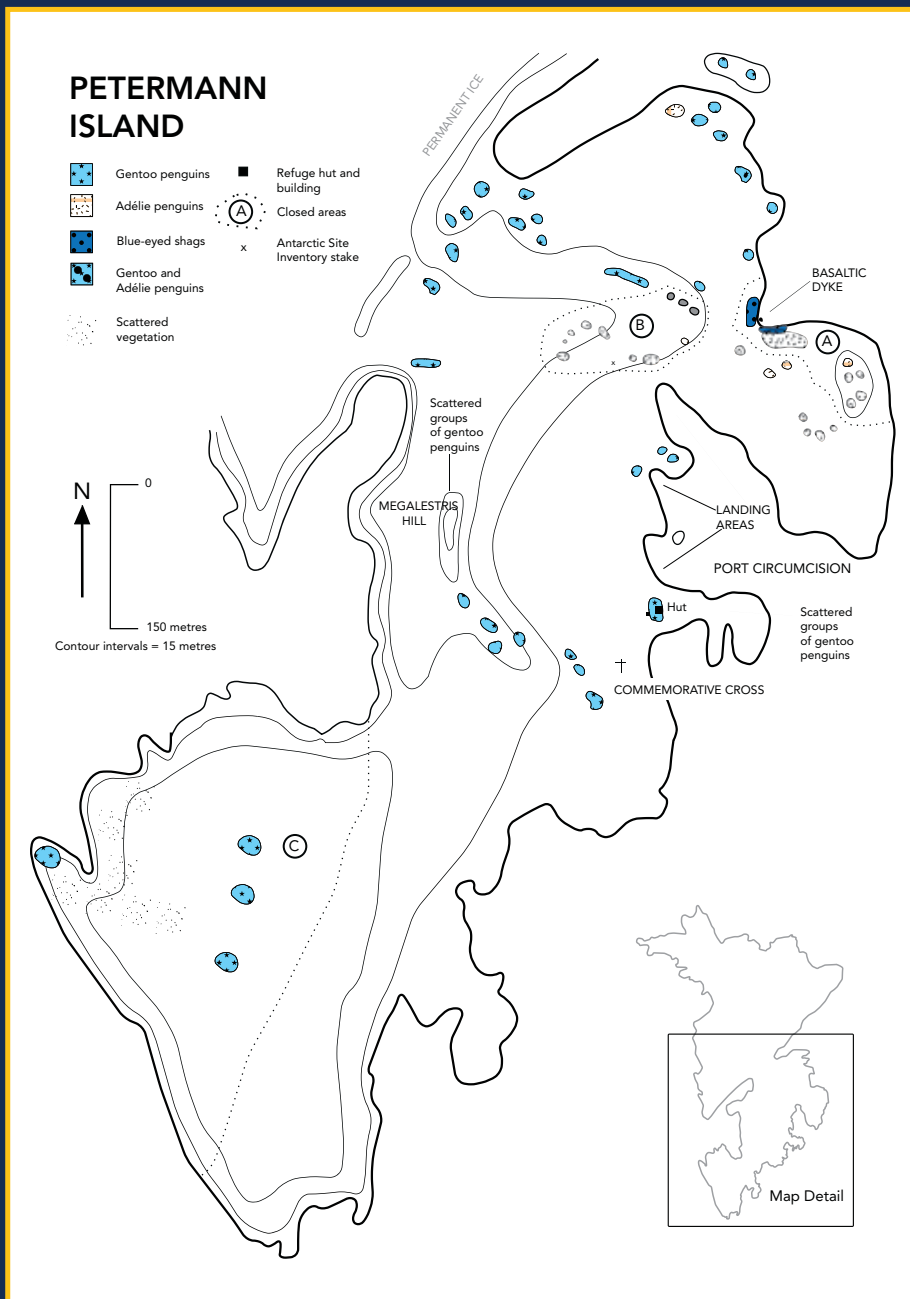 PETERMANN
ISLAND
Gentoo penguins
Adélie penguins
Blue-eyed shags
Gentoo and
Adélie penguins
Scattered
vegetation
Refuge hut and
building
A
Closed areas
x
Antarctic Site
Inventory stake
PERMANENT ICE
BASALTIC
DYKE
B
A
x
Scattered
groups
of gentoo
penguins
MEGALESTRIS
HILL
N
0
150 metres
Contour intervals = 15 metres
LANDING
AREAS
PORT CIRCUMCISION
Hut
Scattered
groups
of gentoo
penguins
COMMEMORATIVE CROSS
C
Map Detail